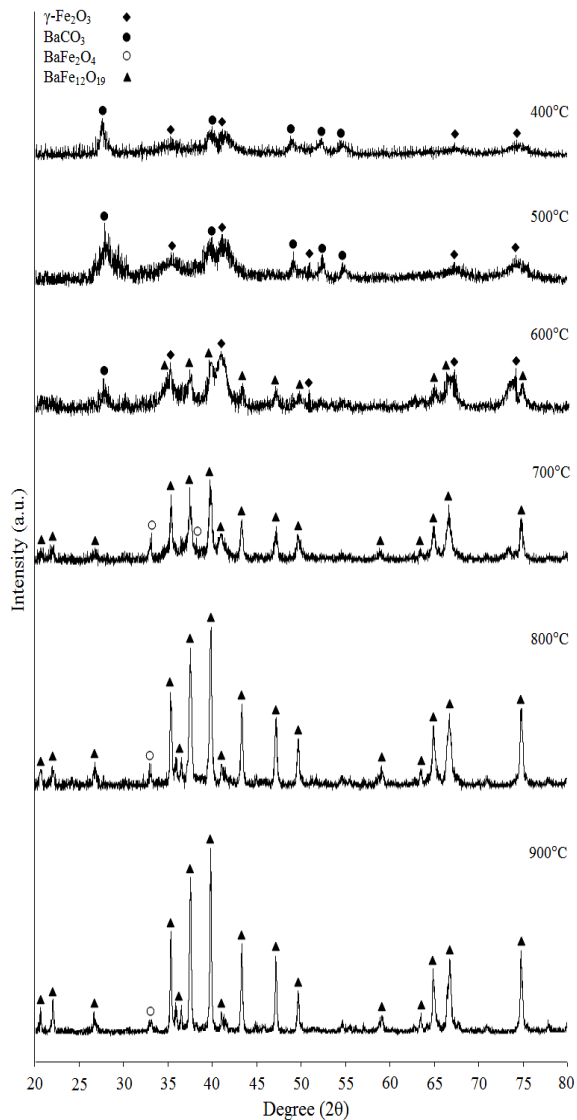 γ-Fe₂O₃
BaCO₃
BaFe₂O₄
BaFe₁₂O₁₉
400°C
500°C
600°C
700°C
800°C
900°C
Intensity (a.u.)
20 25 30 35 40 45 50 55 60 65 70 75 80
Degree (2θ)